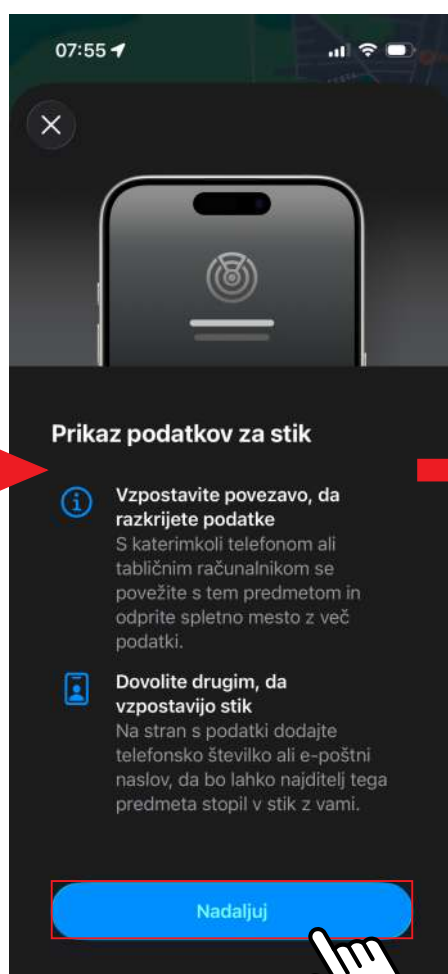 07:55
Prikaz podatkov za stik
Vzpostavite povezavo, da
razkrijete podatke
S katerimkoli telefonom ali
tabličnim računalnikom se
povežite s tem predmetom in
odprite spletno mesto z več
podatki.
Dovolite drugim, da
vzpostavijo stik
Na stran s podatki dodajte
telefonsko številko ali e-poštni
naslov, da bo lahko najditelj tega
predmeta stopil v stik z vami.
Nadaljuj